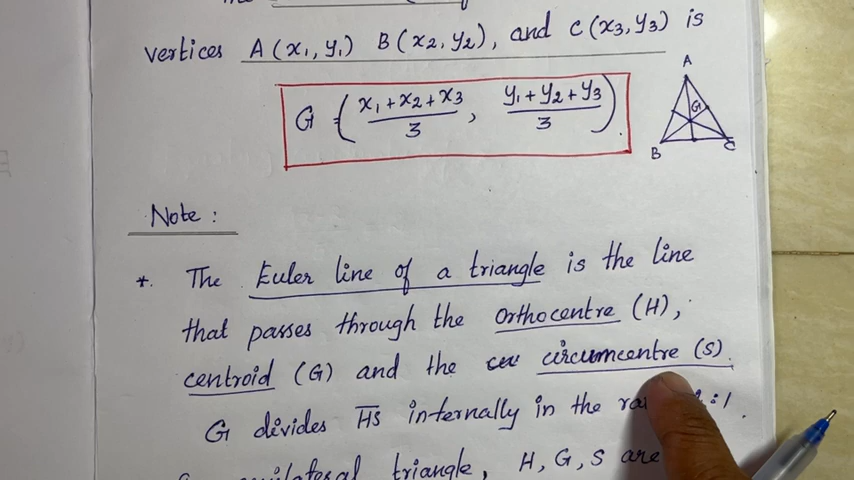 vertices A(x₁, y₁) B(x₂, y₂), and C(x₃, y₃) is
G = ( x₁+x₂+x₃ / 3 , y₁+y₂+y₃ / 3 ).
A
G
B
C
Note :
*. The Euler line of a triangle is the line
that passes through the orthocentre (H),
centroid (G) and the circumcentre (S).
G divides HS internally in the :1.
triangle, H, G, S are